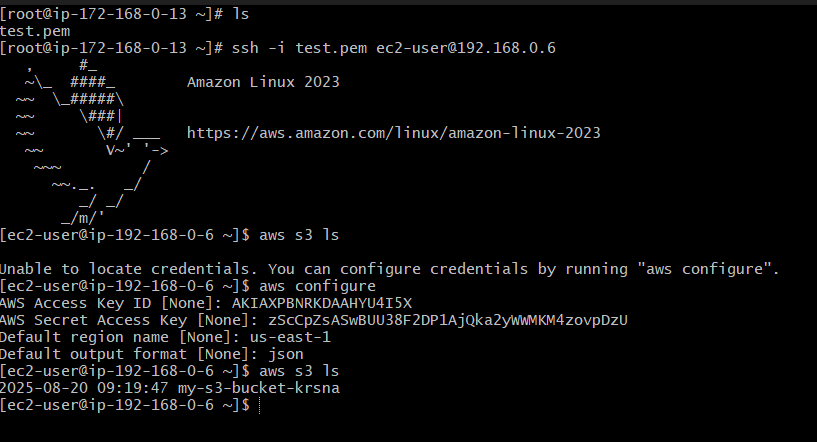 [root@ip-172-168-0-13 ~]# ls
test.pem
[root@ip-172-168-0-13 ~]# ssh -i test.pem ec2-user@192.168.0.6
   ,     #_
   ~\_  ####_        Amazon Linux 2023
  ~~  \_#####\
  ~~     \###|
  ~~       \#/ ___   https://aws.amazon.com/linux/amazon-linux-2023
   ~~       V~' '->
    ~~~         /
      ~~._.   _/
         _/ _/
       _/m/'
[ec2-user@ip-192-168-0-6 ~]$ aws s3 ls
Unable to locate credentials. You can configure credentials by running "aws configure".
[ec2-user@ip-192-168-0-6 ~]$ aws configure
AWS Access Key ID [None]: AKIAXPBNRKDAAHYU4I5X
AWS Secret Access Key [None]: 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
Default region name [None]: us-east-1
Default output format [None]: json
[ec2-user@ip-192-168-0-6 ~]$ aws s3 ls
2025-08-20 09:19:47 my-s3-bucket-krsna
[ec2-user@ip-192-168-0-6 ~]$